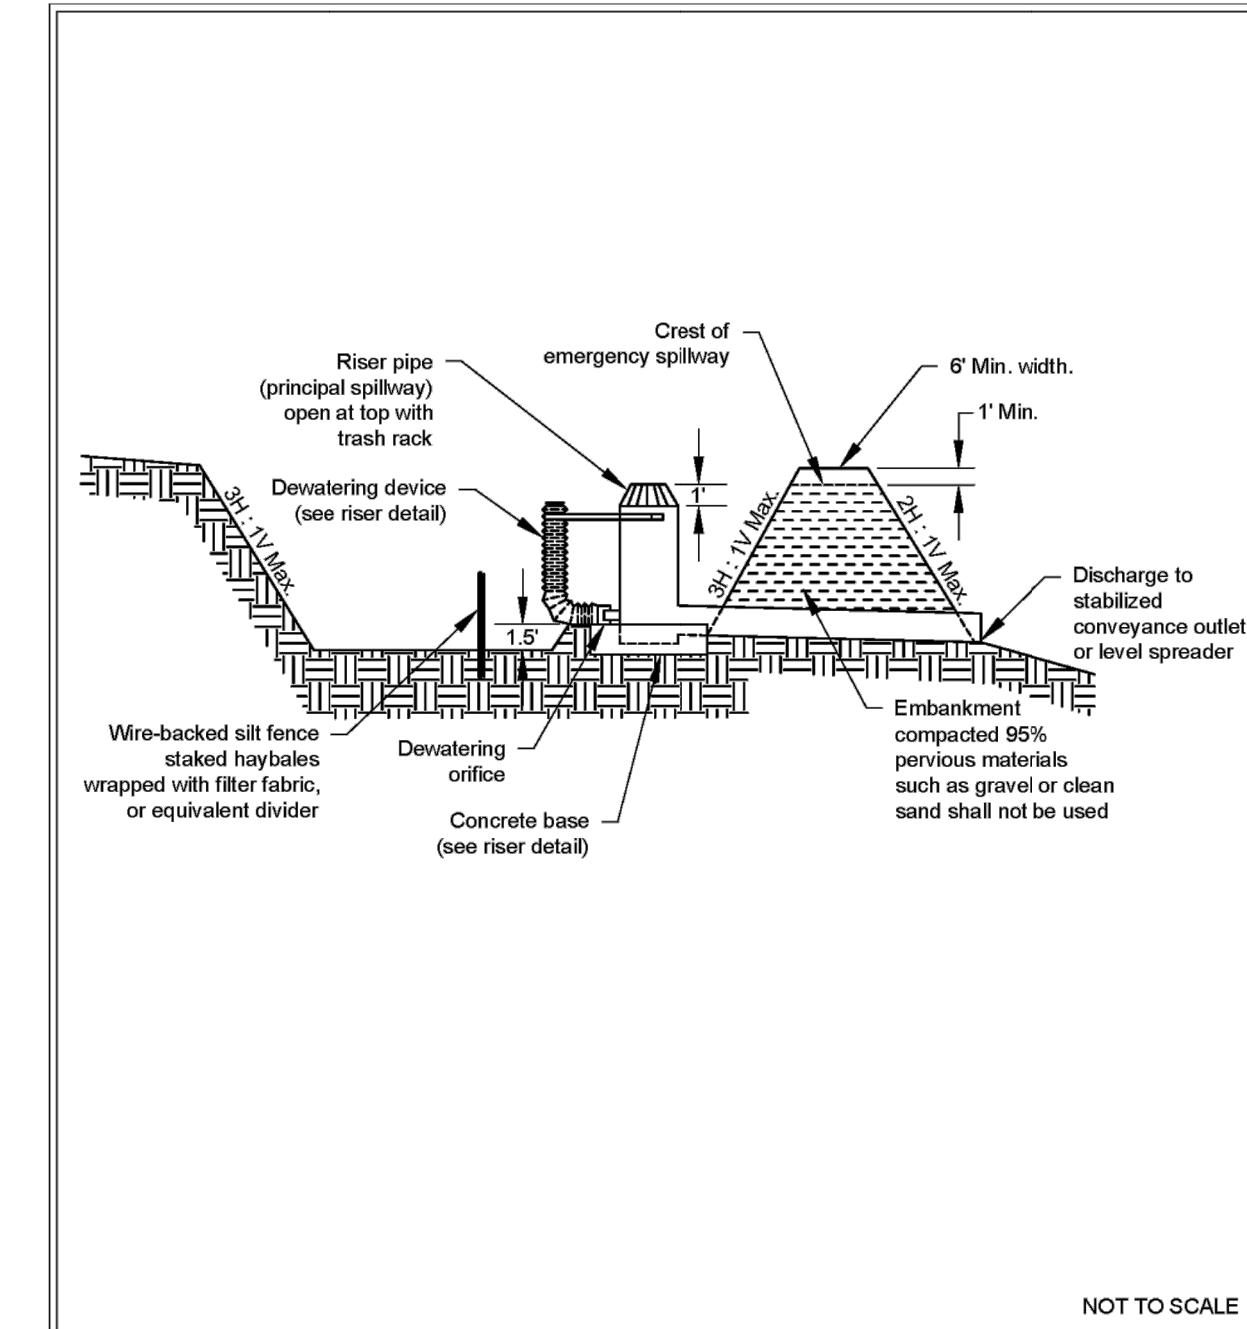 Crest of
emergency spillway
6' Min. width.
1' Min.
Riser pipe
(principal spillway)
open at top with
trash rack
Dewatering device
(see riser detail)
1'
3H : 1V Max.
3H : 1V Max.
2H : 1V Max.
1.5'
Discharge to
stabilized
conveyance outlet
or level spreader
Wire-backed silt fence
staked haybales
wrapped with filter fabric,
or equivalent divider
Dewatering
orifice
Concrete base
(see riser detail)
Embankment
compacted 95%
pervious materials
such as gravel or clean
sand shall not be used
NOT TO SCALE